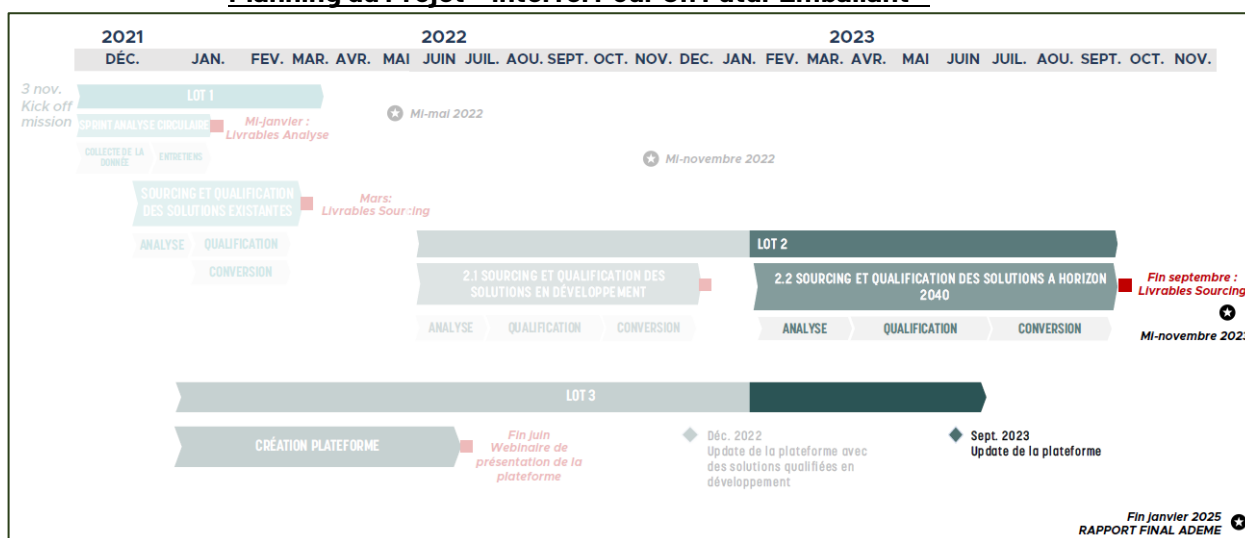 2021 2022 2023
DÉC. JAN. FEV. MAR. AVR. MAI JUIN JUIL. AOU. SEPT. OCT. NOV. DEC. JAN. FEV. MAR. AVR. MAI JUIN JUIL. AOU. SEPT. OCT. NOV.
3 nov.
Kick off
mission
LOT 1
SPRINT ANALYSE CIRCULAIRE
Mi-janvier :
Livrables Analyse
Mi-mai 2022
COLLECTE DE LA
DONNÉE
ENTRETIENS
Mi-novembre 2022
SOURCING ET QUALIFICATION
DES SOLUTIONS EXISTANTES
Mars:
Livrables Sourcing
ANALYSE QUALIFICATION
CONVERSION
LOT 2
2.1 SOURCING ET QUALIFICATION DES
SOLUTIONS EN DÉVELOPPEMENT
2.2 SOURCING ET QUALIFICATION DES SOLUTIONS A HORIZON
2040
Fin septembre :
Livrables Sourcing
ANALYSE QUALIFICATION CONVERSION
ANALYSE QUALIFICATION CONVERSION
Mi-novembre 2023
LOT 3
CRÉATION PLATEFORME
Fin juin
Webinaire de
présentation de la
plateforme
Déc. 2022
Update de la plateforme avec
des solutions qualifiées en
développement
Sept. 2023
Update de la plateforme
Fin janvier 2025
RAPPORT FINAL ADEME